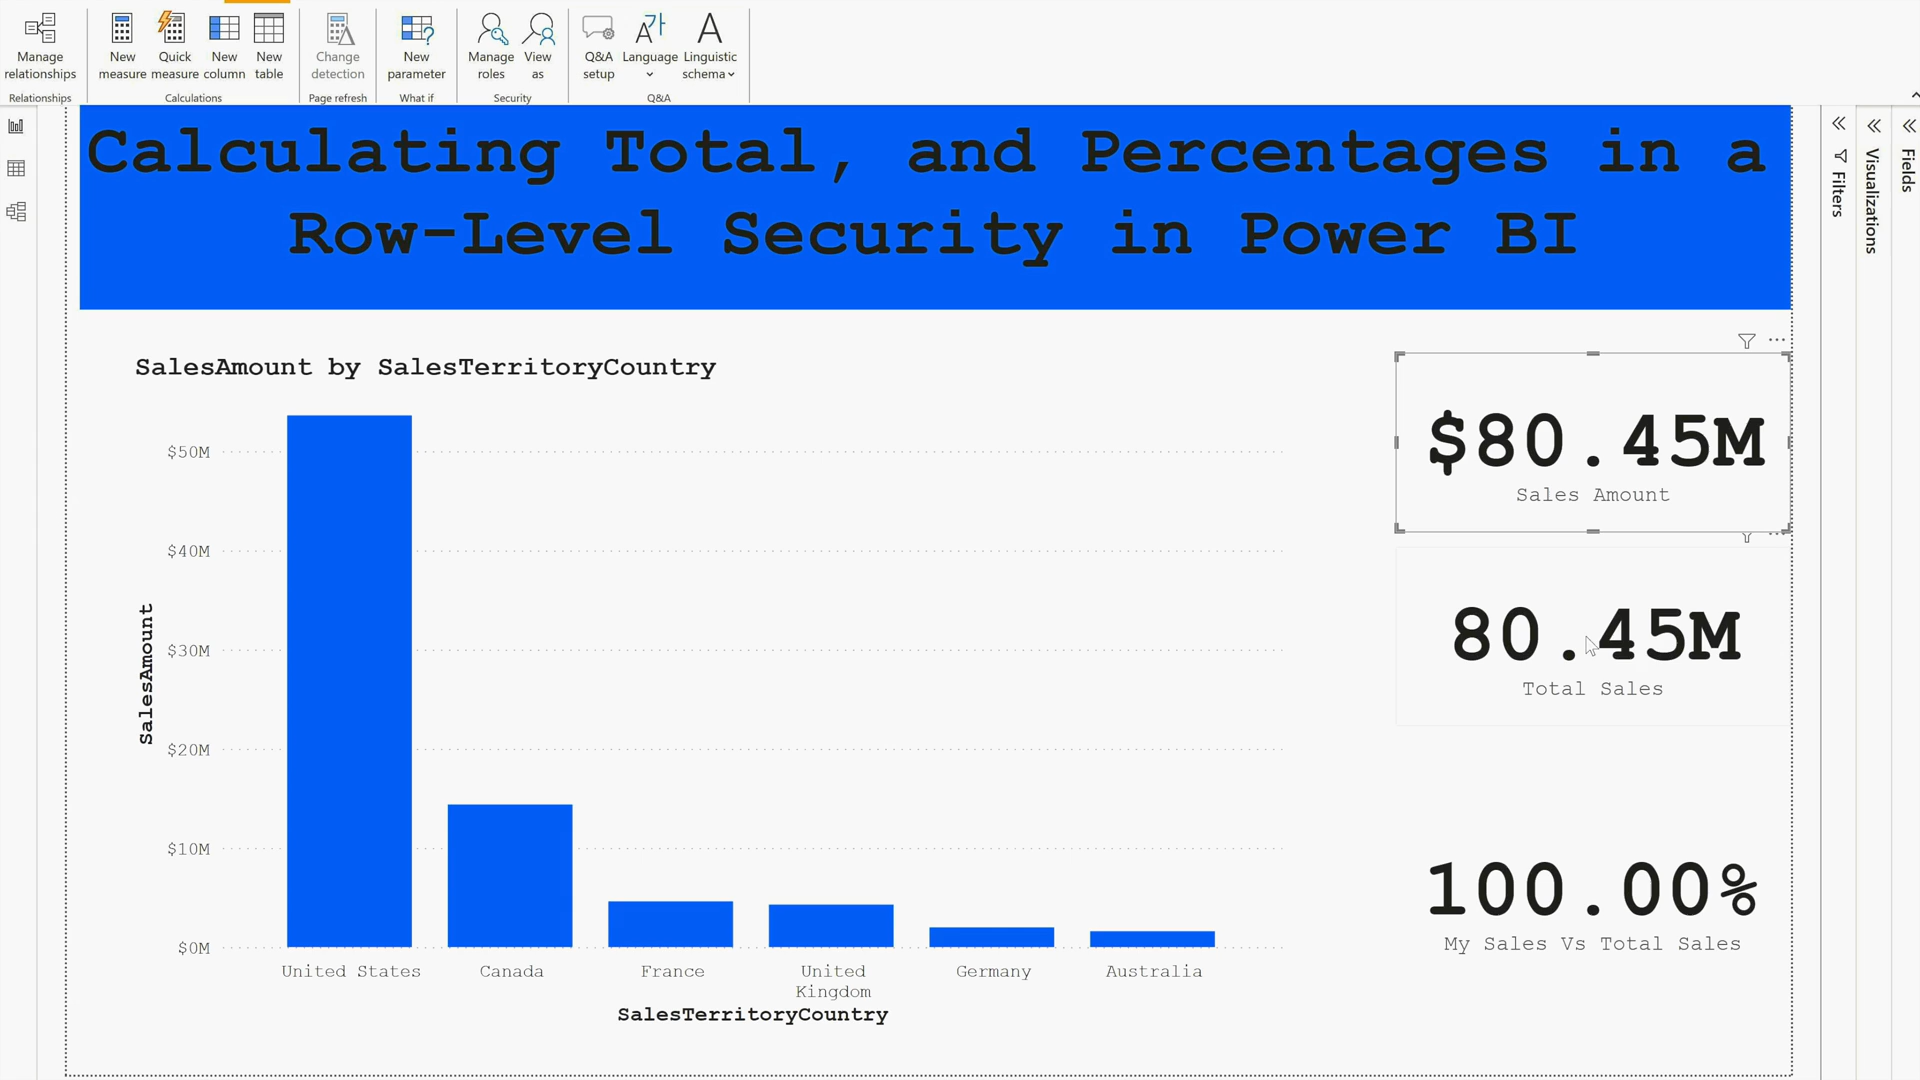 Manage
relationships
Relationships
New
measure
Quick
measure
New
column
New
table
Calculations
Change
detection
Page refresh
New
parameter
What if
Manage
roles
View
as
Security
Q&A
setup
Language
Linguistic
schema
Q&A
Calculating Total, and Percentages in a
Row-Level Security in Power BI
Filters
Visualizations
Fields
SalesAmount by SalesTerritoryCountry
SalesAmount
$50M
$40M
$30M
$20M
$10M
$0M
United States
Canada
France
United
Kingdom
Germany
Australia
SalesTerritoryCountry
$80.45M
Sales Amount
80.45M
Total Sales
100.00%
My Sales Vs Total Sales